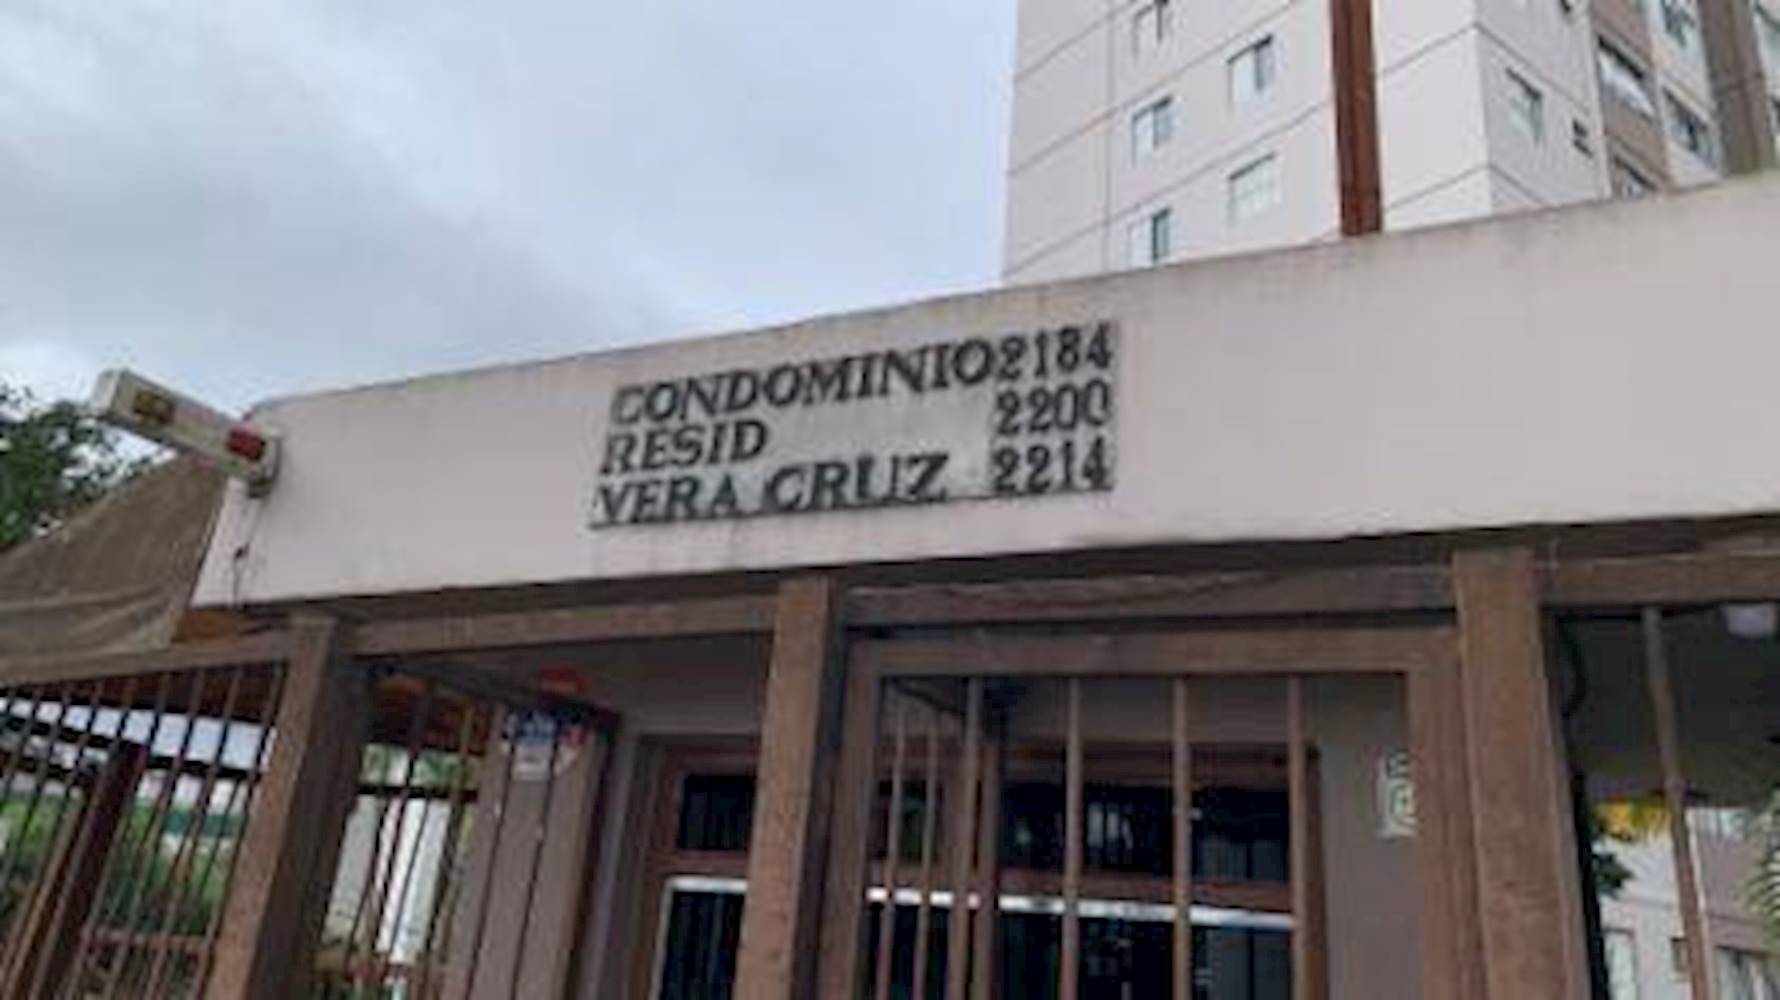 CONDOMINIO 2184
RESID 2200
VERA CRUZ 2214